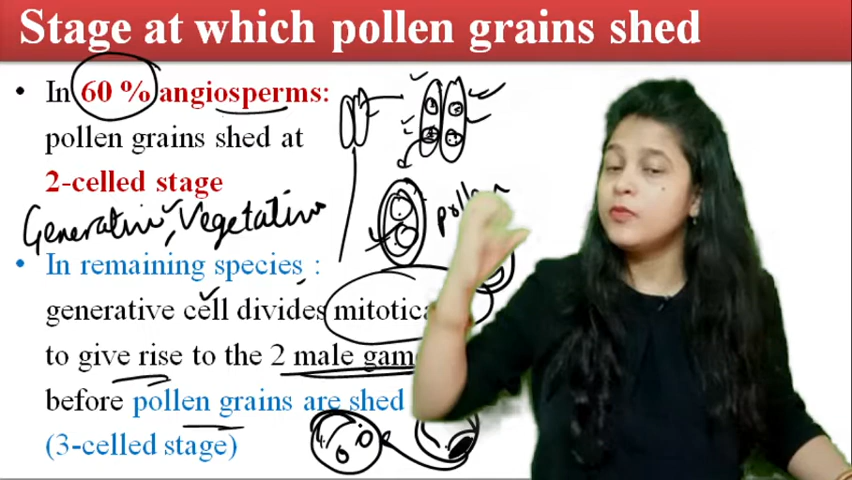 Stage at which pollen grains shed
• In 60 % angiosperms:
pollen grains shed at
2-celled stage
Generative, Vegetative
pollen
• In remaining species :
generative cell divides mitotica
to give rise to the 2 male gam
before pollen grains are shed
(3-celled stage)